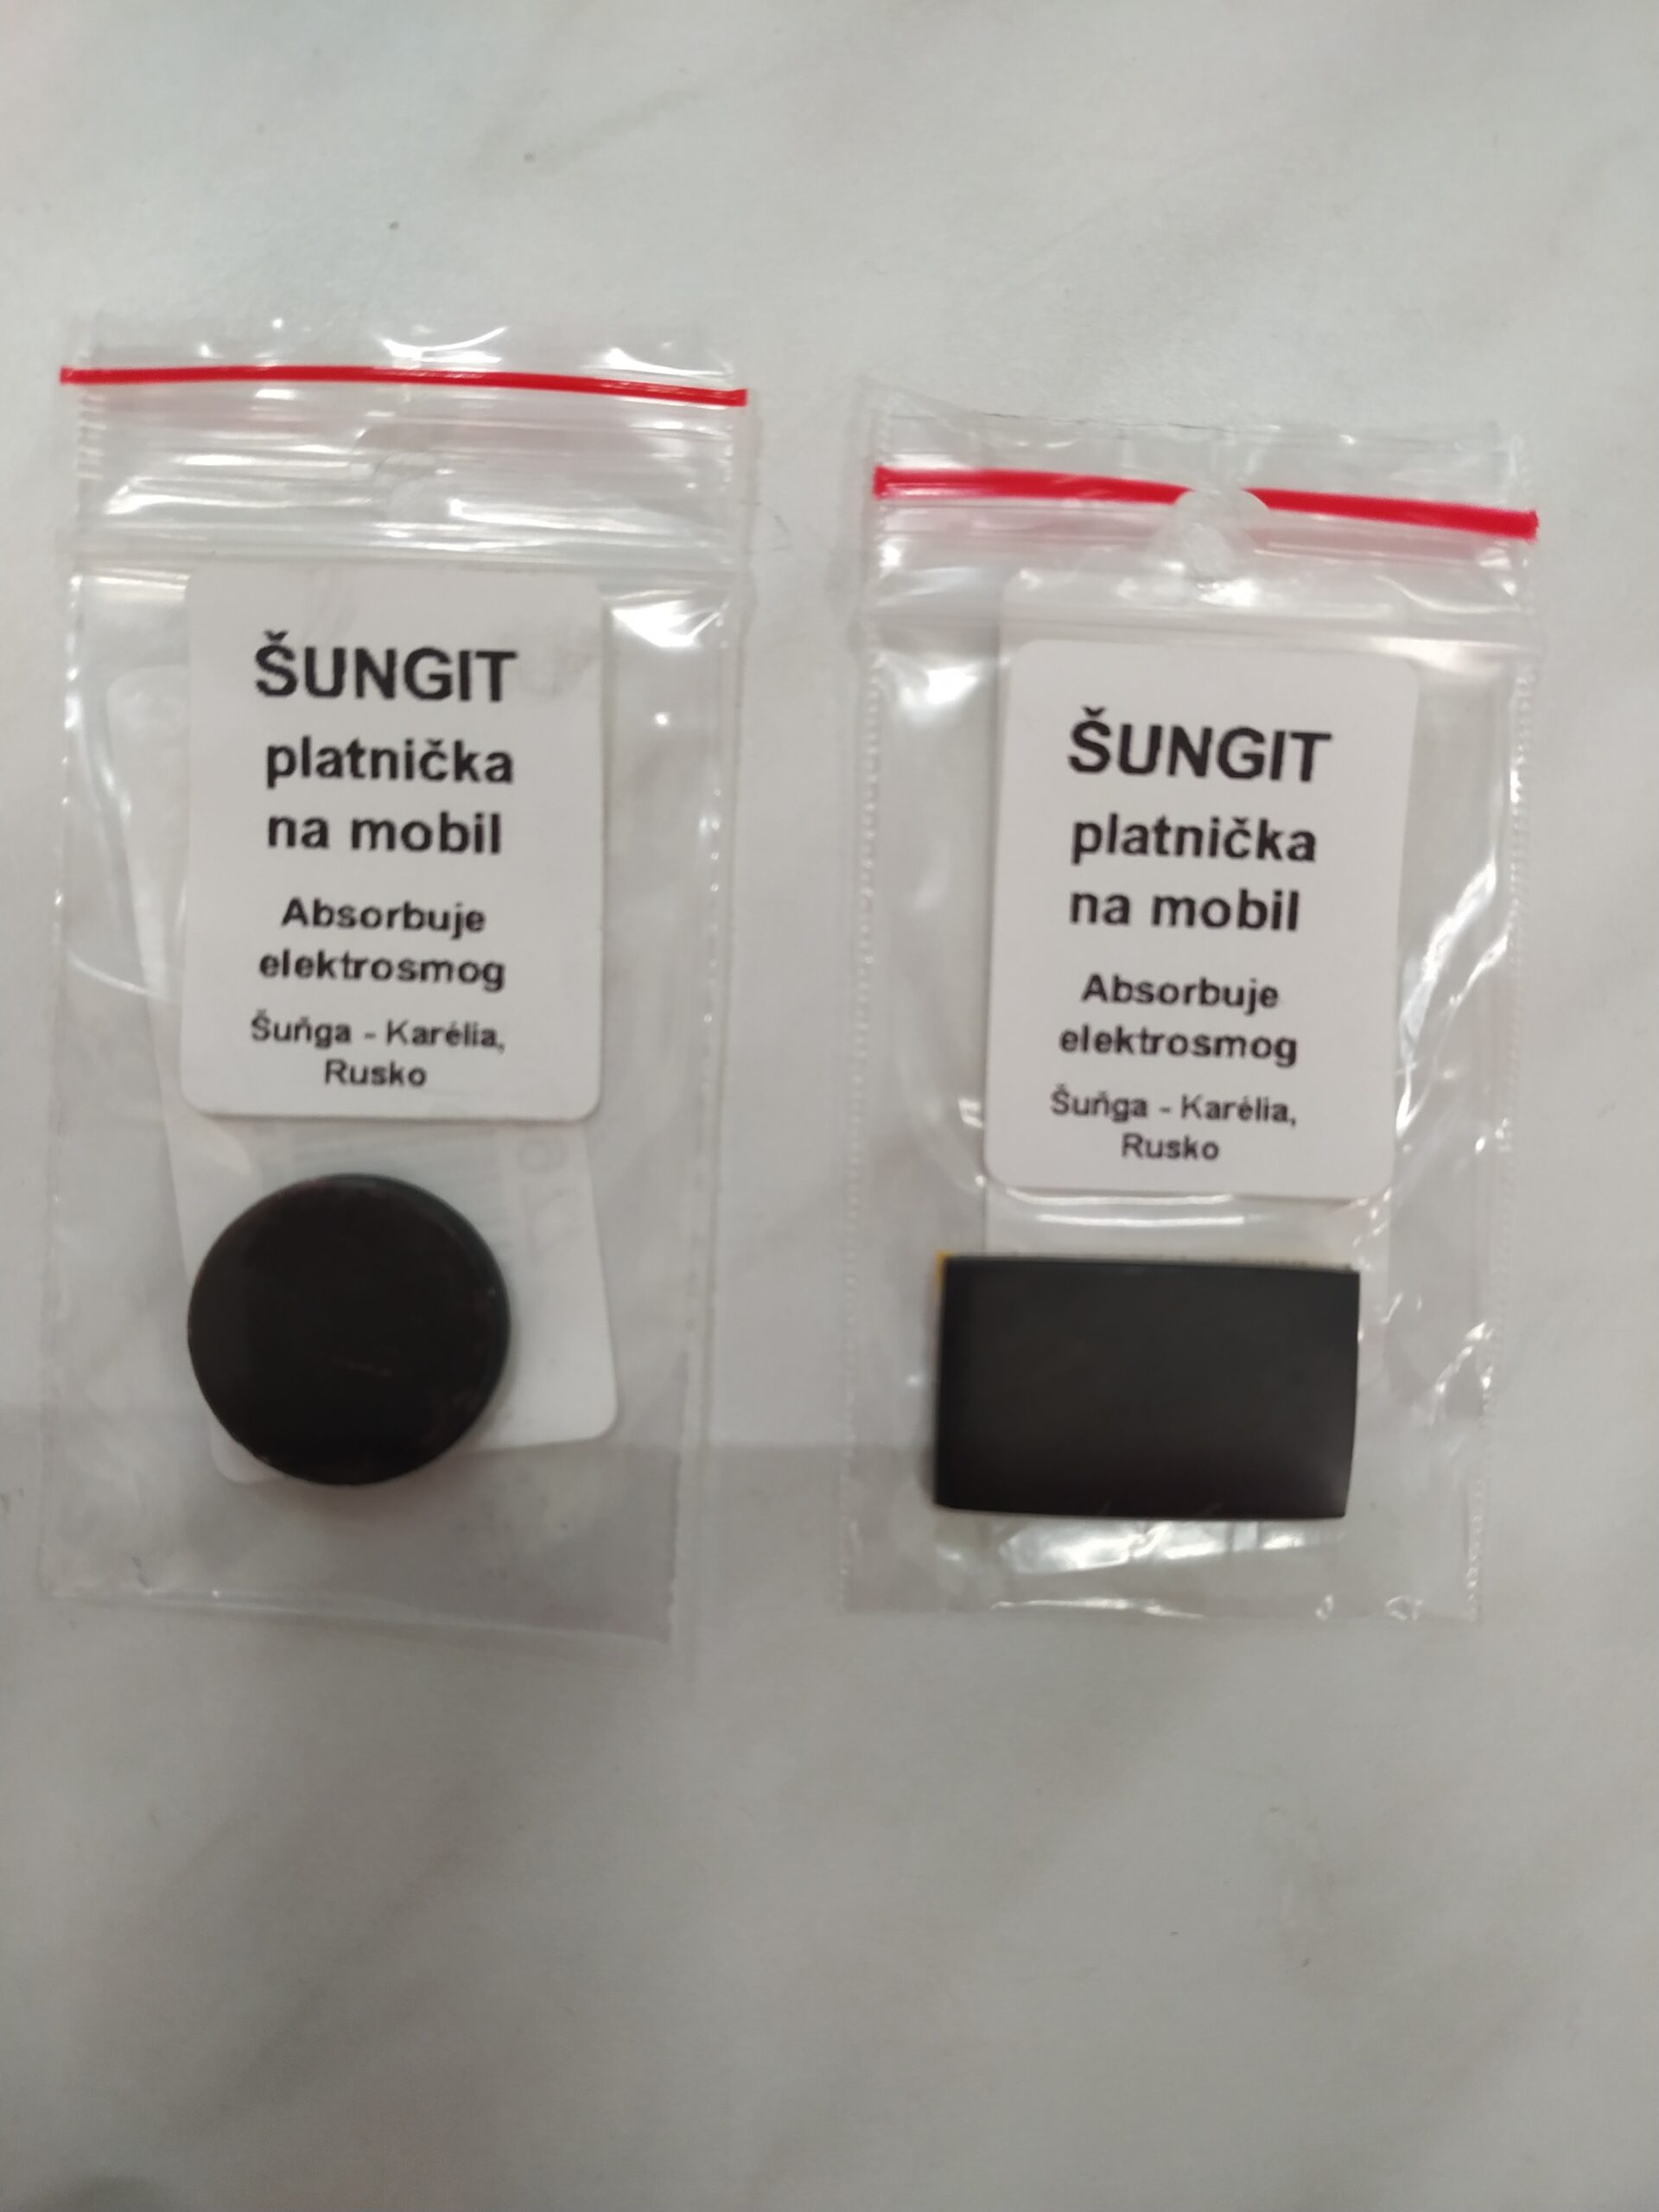 ŠUNGIT
platnička
na mobil
Absorbuje
elektrosmog
Šuňga - Karélia,
Rusko
ŠUNGIT
platnička
na mobil
Absorbuje
elektrosmog
Šuňga - Karélia,
Rusko